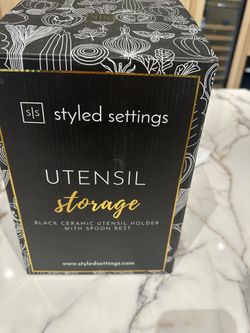 s|s styled settings
UTENSIL
storage
BLACK CERAMIC UTENSIL HOLDER
WITH SPOON REST
www.styledsettings.com